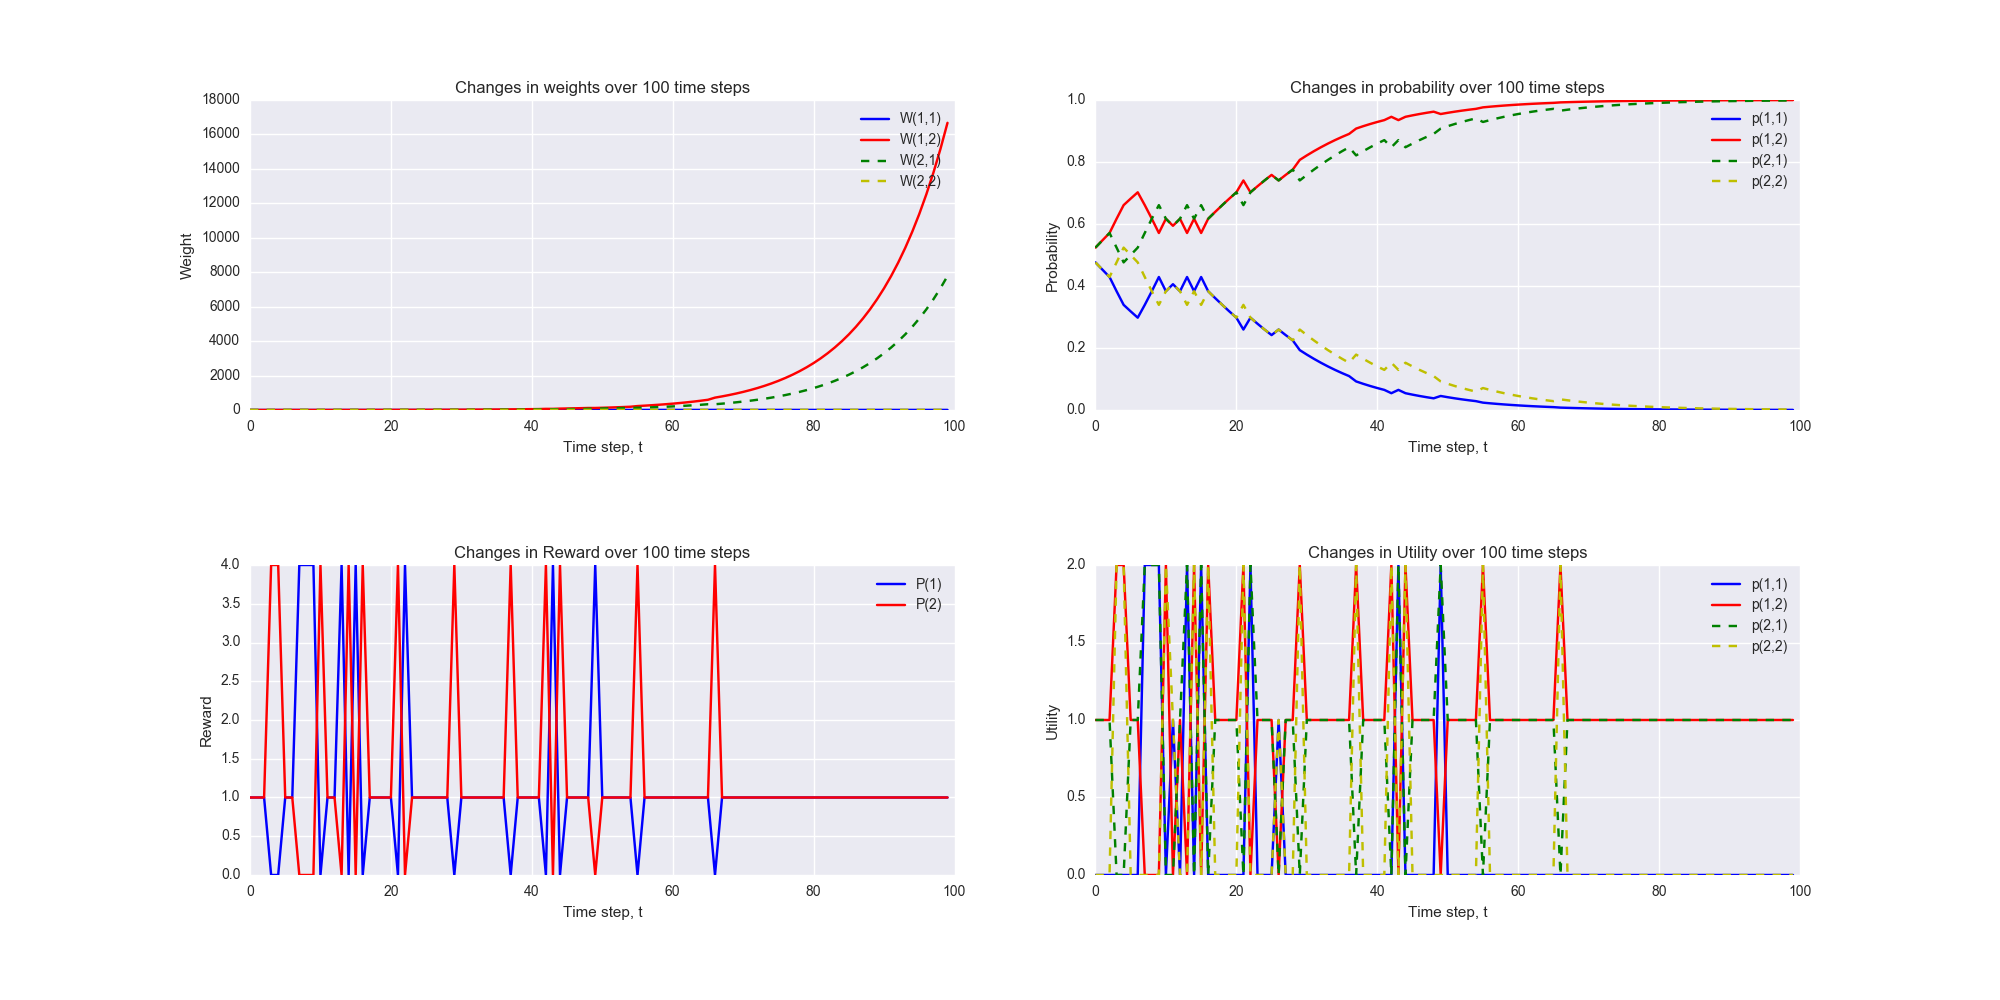 Changes in weights over 100 time steps
18000
16000
14000
12000
10000
8000
6000
4000
2000
0
Weight
W(1,1)
W(1,2)
W(2,1)
W(2,2)
0 20 40 60 80 100
Time step, t
Changes in probability over 100 time steps
1.0
0.8
0.6
0.4
0.2
0.0
Probability
p(1,1)
p(1,2)
p(2,1)
p(2,2)
0 20 40 60 80 100
Time step, t
Changes in Reward over 100 time steps
4.0
3.5
3.0
2.5
2.0
1.5
1.0
0.5
0.0
Reward
P(1)
P(2)
0 20 40 60 80 100
Time step, t
Changes in Utility over 100 time steps
2.0
1.5
1.0
0.5
0.0
Utility
p(1,1)
p(1,2)
p(2,1)
p(2,2)
0 20 40 60 80 100
Time step, t